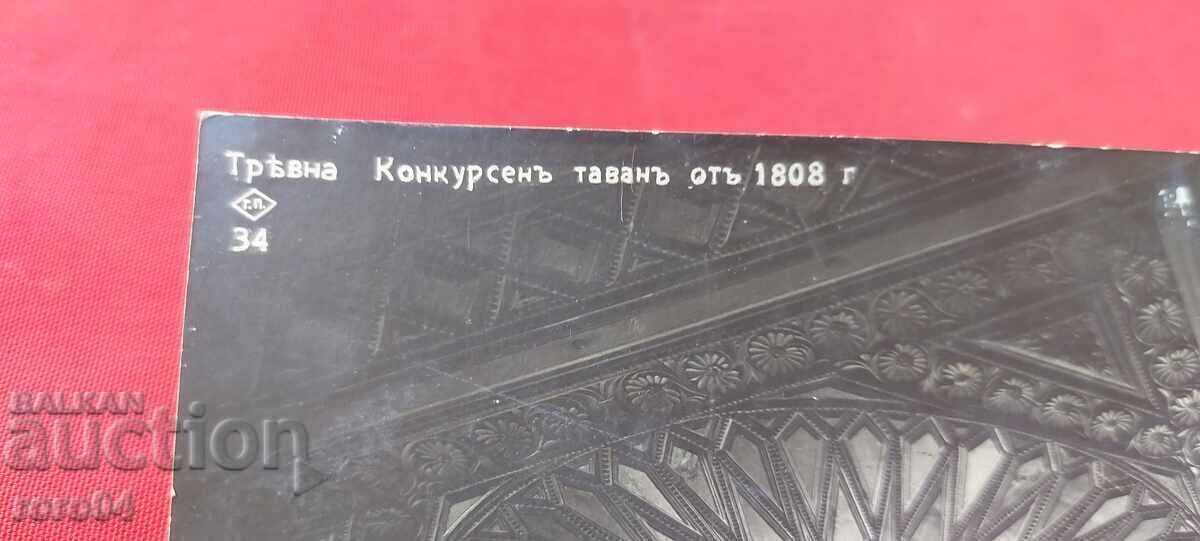 Трѣвна Конкурсенъ таванъ отъ 1808 г
Г.П.
34
BALKAN
auction
roro04